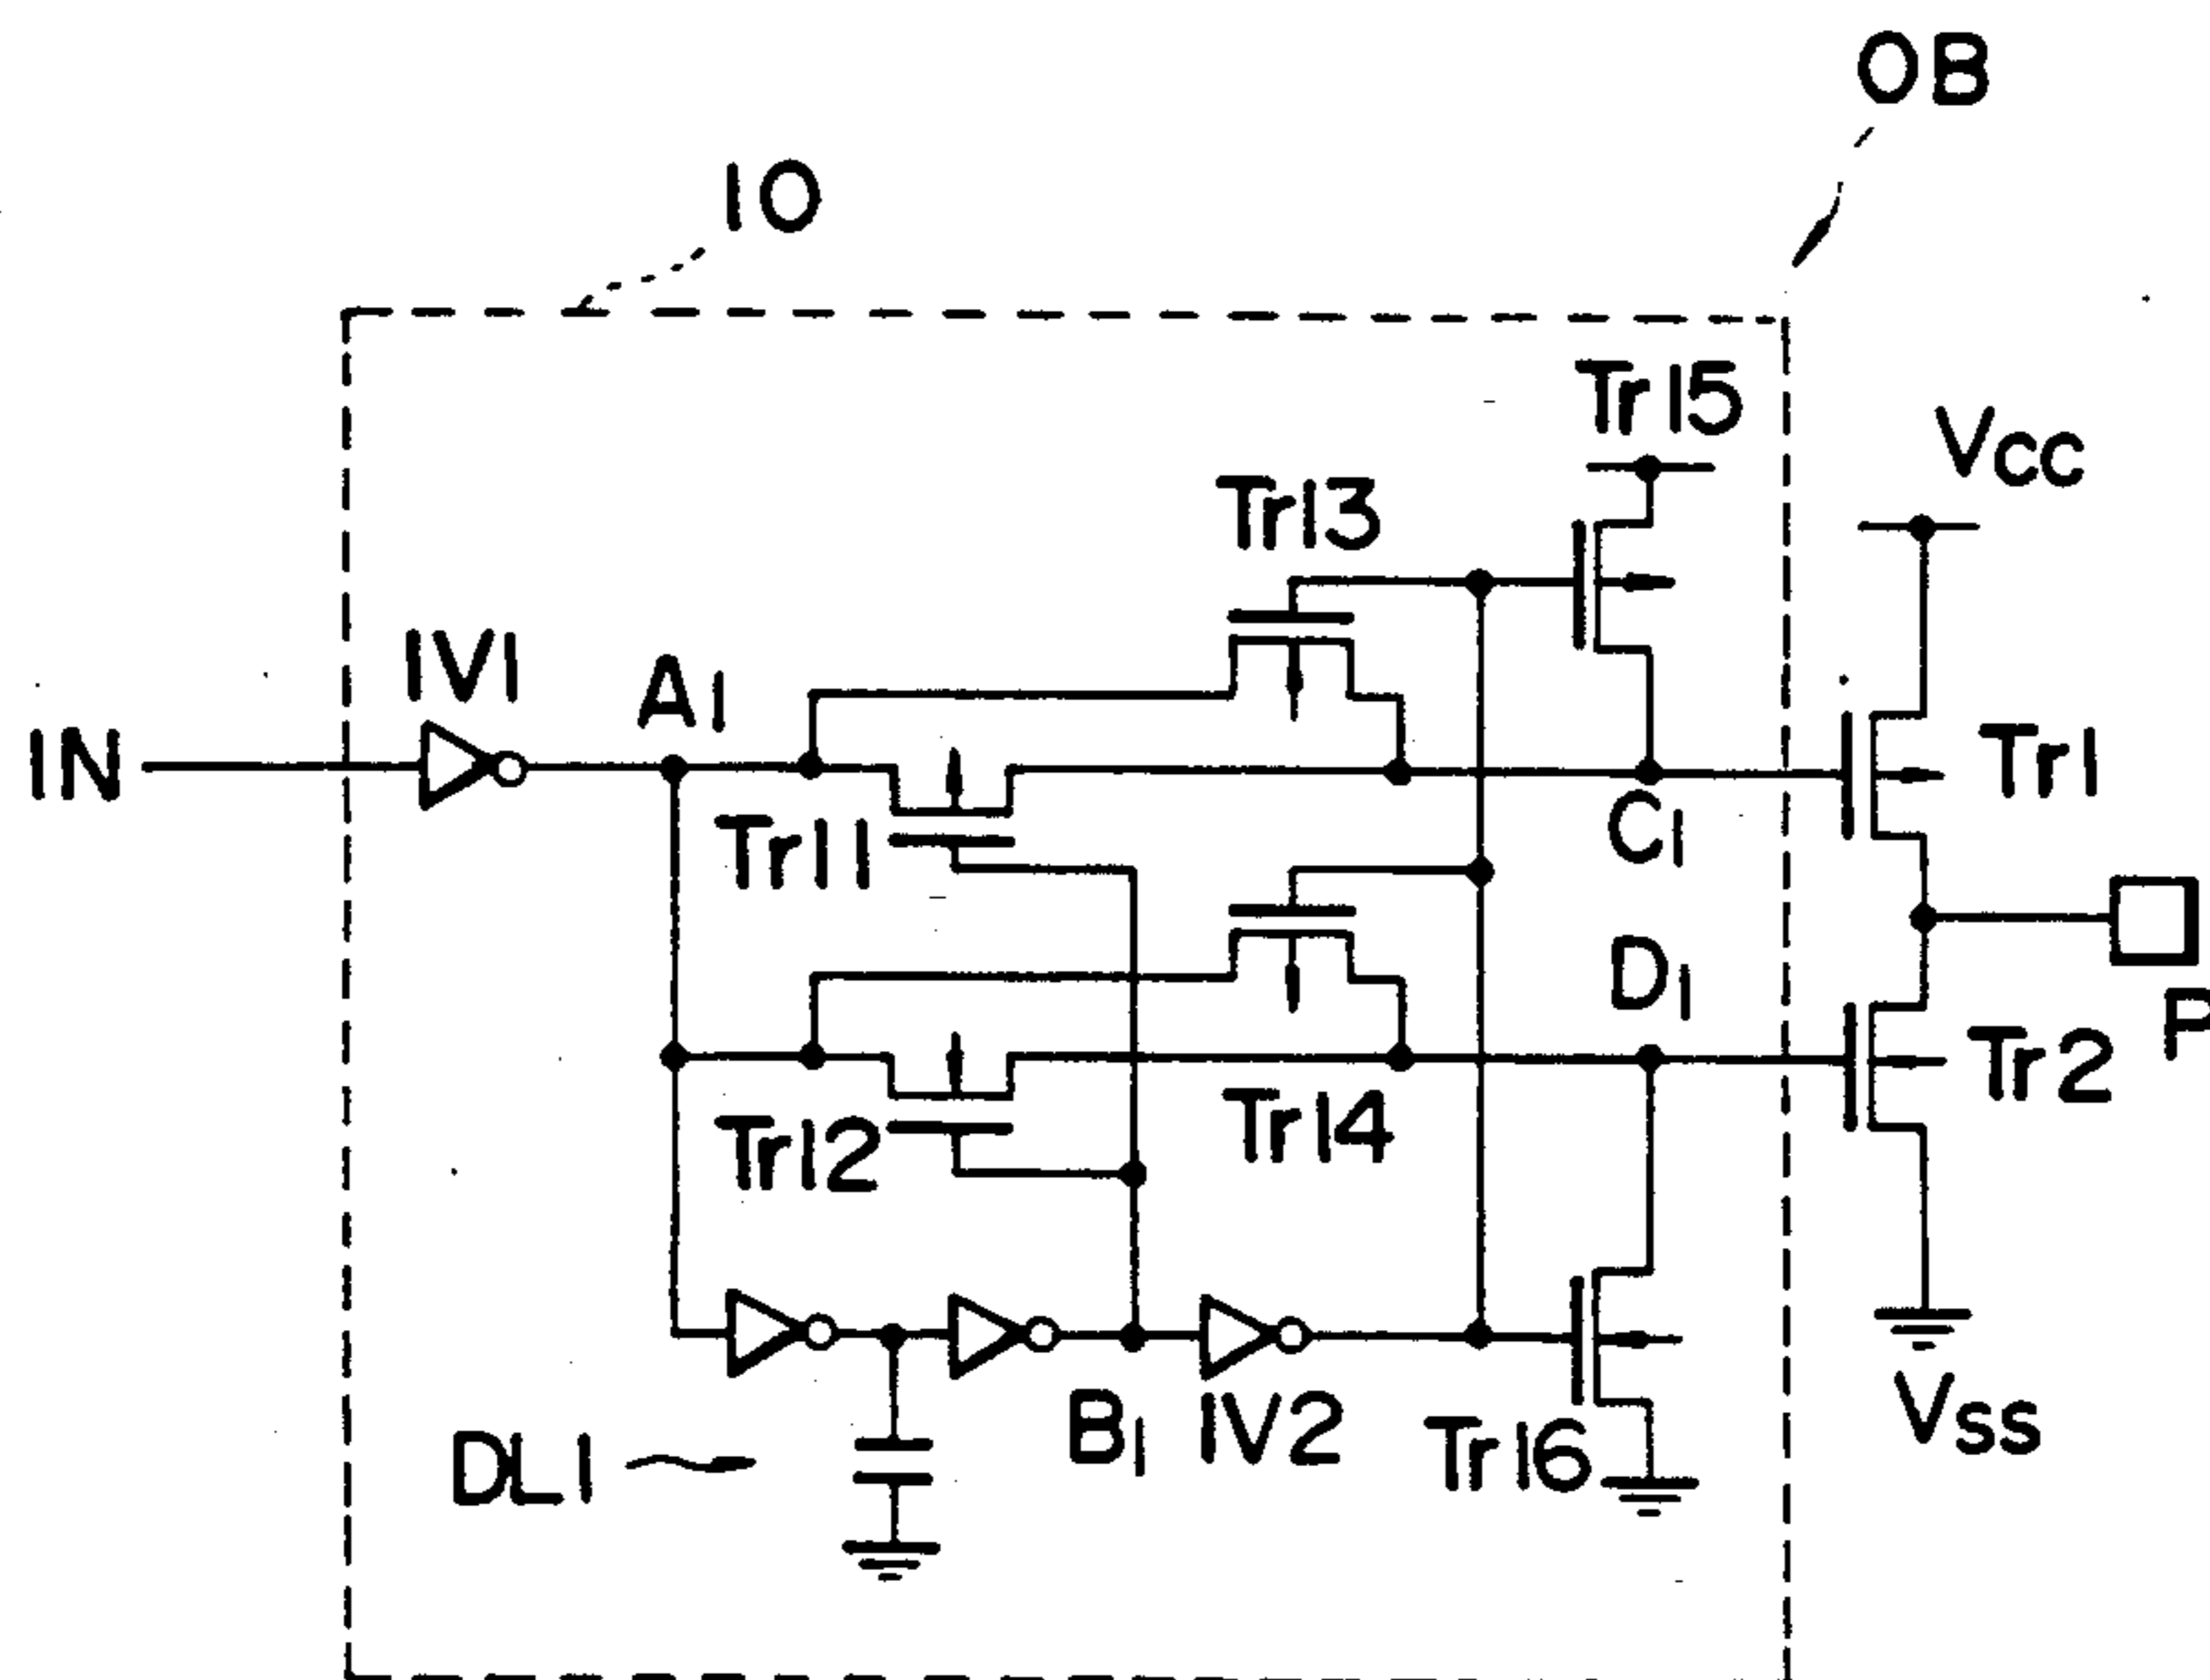 OB
10
Tr15
Vcc
Tr13
IV1
A1
IN
Tr1
Tr11
C1
D1
P
Tr2
Tr14
Tr12
B1
IV2
Tr16
Vss
DL1